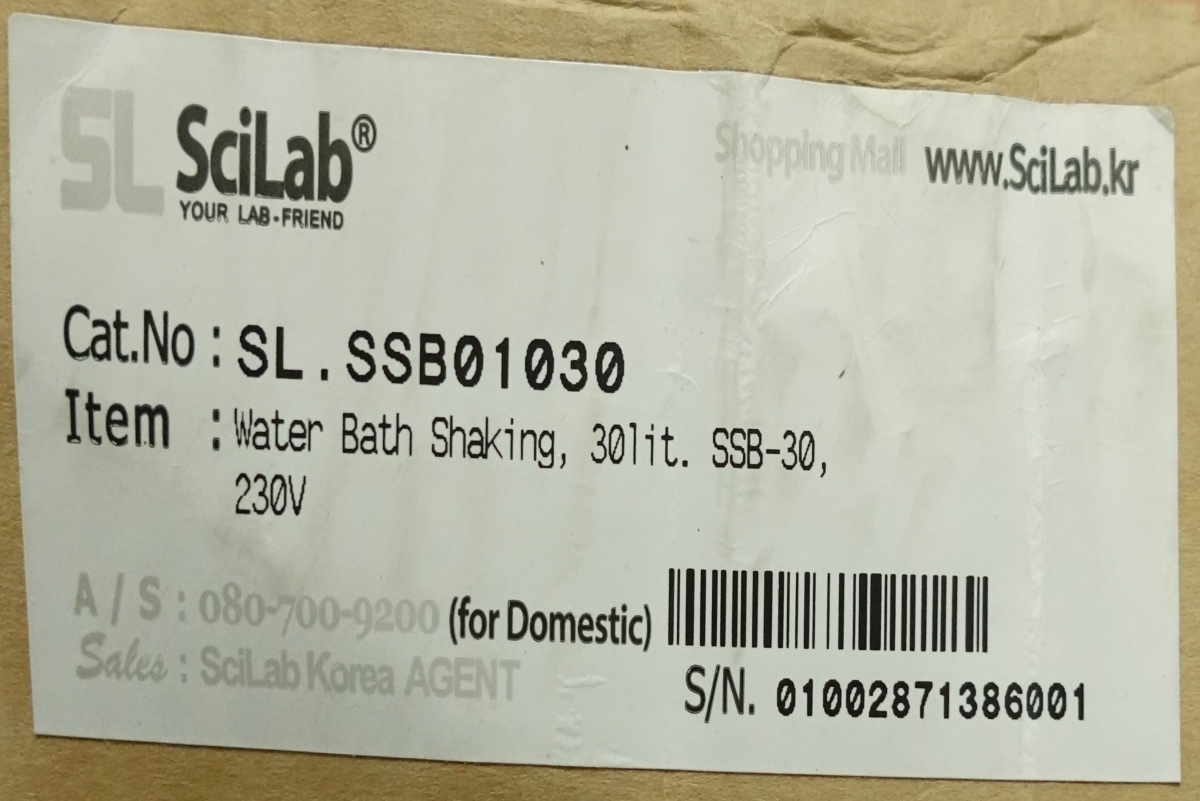 SL SciLab®
YOUR LAB-FRIEND
Shopping Mall www.SciLab.kr
Cat.No : SL.SSB01030
Item : Water Bath Shaking, 30lit. SSB-30,
230V
A / S : 080-700-9200 (for Domestic)
Sales : SciLab Korea AGENT
S/N. 01002871386001